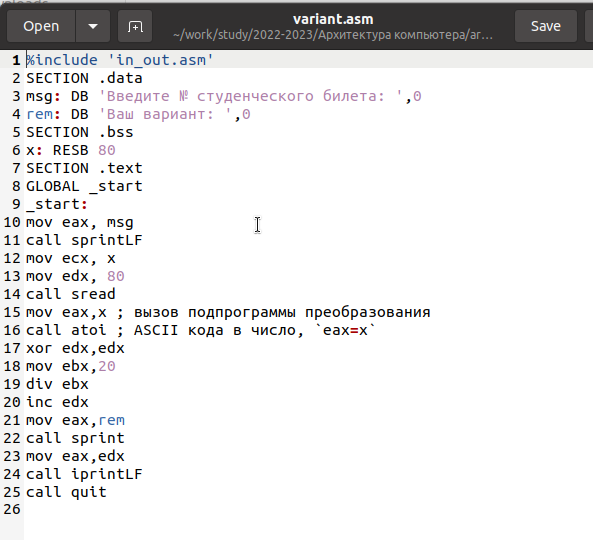 Open
variant.asm
~/work/study/2022-2023/Архитектура компьютера/ar...
Save
1 %include 'in_out.asm'
2 SECTION .data
3 msg: DB 'Введите № студенческого билета: ',0
4 rem: DB 'Ваш вариант: ',0
5 SECTION .bss
6 x: RESB 80
7 SECTION .text
8 GLOBAL _start
9 _start:
10 mov eax, msg
11 call sprintLF
12 mov ecx, x
13 mov edx, 80
14 call sread
15 mov eax,x ; вызов подпрограммы преобразования
16 call atoi ; ASCII кода в число, `eax=x`
17 xor edx,edx
18 mov ebx,20
19 div ebx
20 inc edx
21 mov eax,rem
22 call sprint
23 mov eax,edx
24 call iprintLF
25 call quit
26